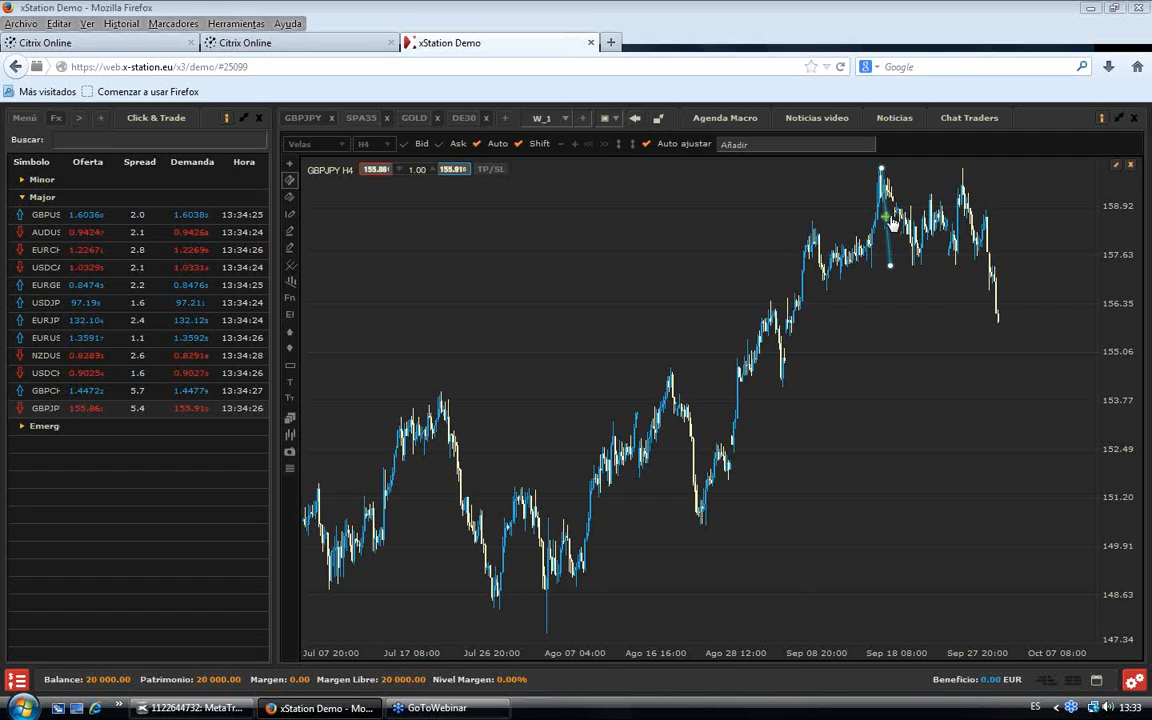 xStation Demo - Mozilla Firefox
Archivo Editar Ver Historial Marcadores Herramientas Ayuda
Citrix Online × Citrix Online × xStation Demo × +
https://web.x-station.eu/x3/demo/#25099 Google
Más visitados Comenzar a usar Firefox
Menú Fx > + Click & Trade GBPJPY × SPA35 × GOLD × DE30 × + W_1 Agenda Macro Noticias video Noticias Chat Traders
Buscar: Velas H4 Bid Ask Auto Shift Auto ajustar Añadir
Símbolo Oferta Spread Demanda Hora
GBPJPY H4 155.861 1.00 TP/SL
Minor
Major
GBPUS 1.6036 2.0 1.6038 13:34:25
AUDUS 0.9424 2.1 0.9426 13:34:24
EURCH 1.2267 2.8 1.2269 13:34:24
USDCA 1.0329 2.1 1.0331 13:34:24
EURGE 0.8474 2.2 0.8476 13:34:25
USDJP 97.19 1.6 97.21 13:34:24
EURJP 132.10 2.4 132.12 13:34:28
EURUS 1.3591 1.1 1.3592 13:34:28
NZDUS 0.8289 2.6 0.8291 13:34:28
USDCH 0.9025 1.6 0.9027 13:34:26
GBPCH 1.4472 5.7 1.4477 13:34:27
GBPJP 155.86 5.4 155.91 13:34:26
Emerg
158.92
157.63
156.35
155.06
153.77
152.49
151.20
149.91
148.63
147.34
Fn
EI
T
Jul 07 20:00 Jul 17 08:00 Jul 26 20:00 Ago 07 04:00 Ago 16 16:00 Ago 28 12:00 Sep 08 20:00 Sep 18 08:00 Sep 27 20:00 Oct 07 08:00
Balance: 20 000.00 Patrimonio: 20 000.00 Margen: 0.00 Margen Libre: 20 000.00 Nivel Margen: 0.00% Beneficio: 0.00 EUR
1122644732: MetaTr... xStation Demo - Mo... GoToWebinar ES 13:33